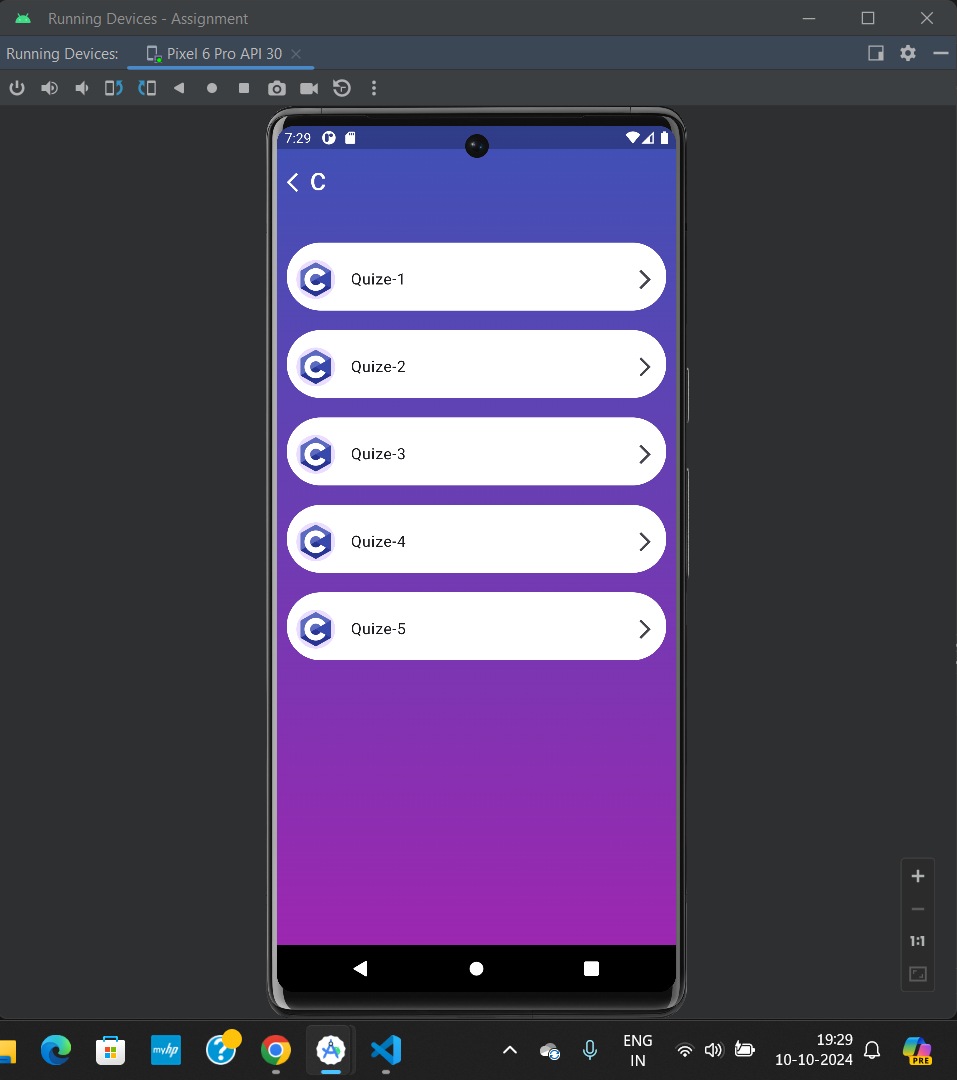 Running Devices - Assignment
Running Devices: Pixel 6 Pro API 30
7:29
C
C Quize-1
C Quize-2
C Quize-3
C Quize-4
C Quize-5
1:1
myhp
?
ENG
IN
19:29
10-10-2024
PRE